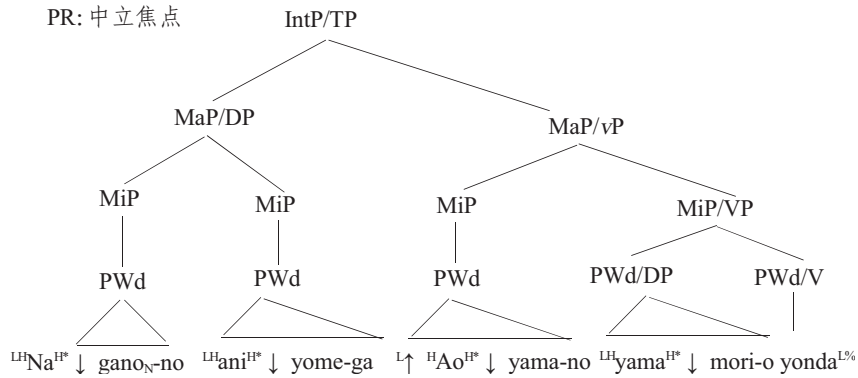 PR: 中立焦点 IntP/TP
MaP/DP MaP/vP
MiP MiP MiP MiP/VP
PWd PWd PWd PWd/DP PWd/V
ᴸᴴNaᴴ* ↓ ganoN-no ᴸᴴaniᴴ* ↓ yome-ga ᴸ↑ ᴴAoᴴ* ↓ yama-no ᴸᴴyamaᴴ* ↓ mori-o yondaᴸ%